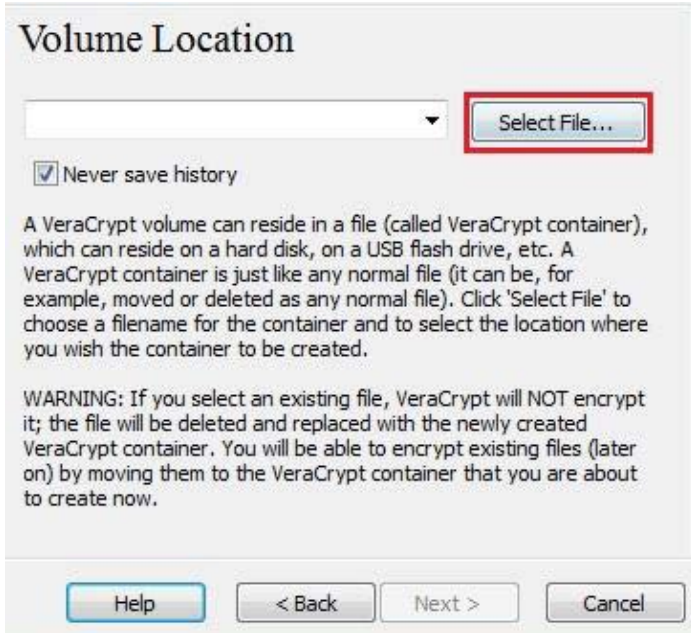 Volume Location
Select File...
Never save history
A VeraCrypt volume can reside in a file (called VeraCrypt container),
which can reside on a hard disk, on a USB flash drive, etc. A
VeraCrypt container is just like any normal file (it can be, for
example, moved or deleted as any normal file). Click 'Select File' to
choose a filename for the container and to select the location where
you wish the container to be created.
WARNING: If you select an existing file, VeraCrypt will NOT encrypt
it; the file will be deleted and replaced with the newly created
VeraCrypt container. You will be able to encrypt existing files (later
on) by moving them to the VeraCrypt container that you are about
to create now.
Help < Back Next > Cancel